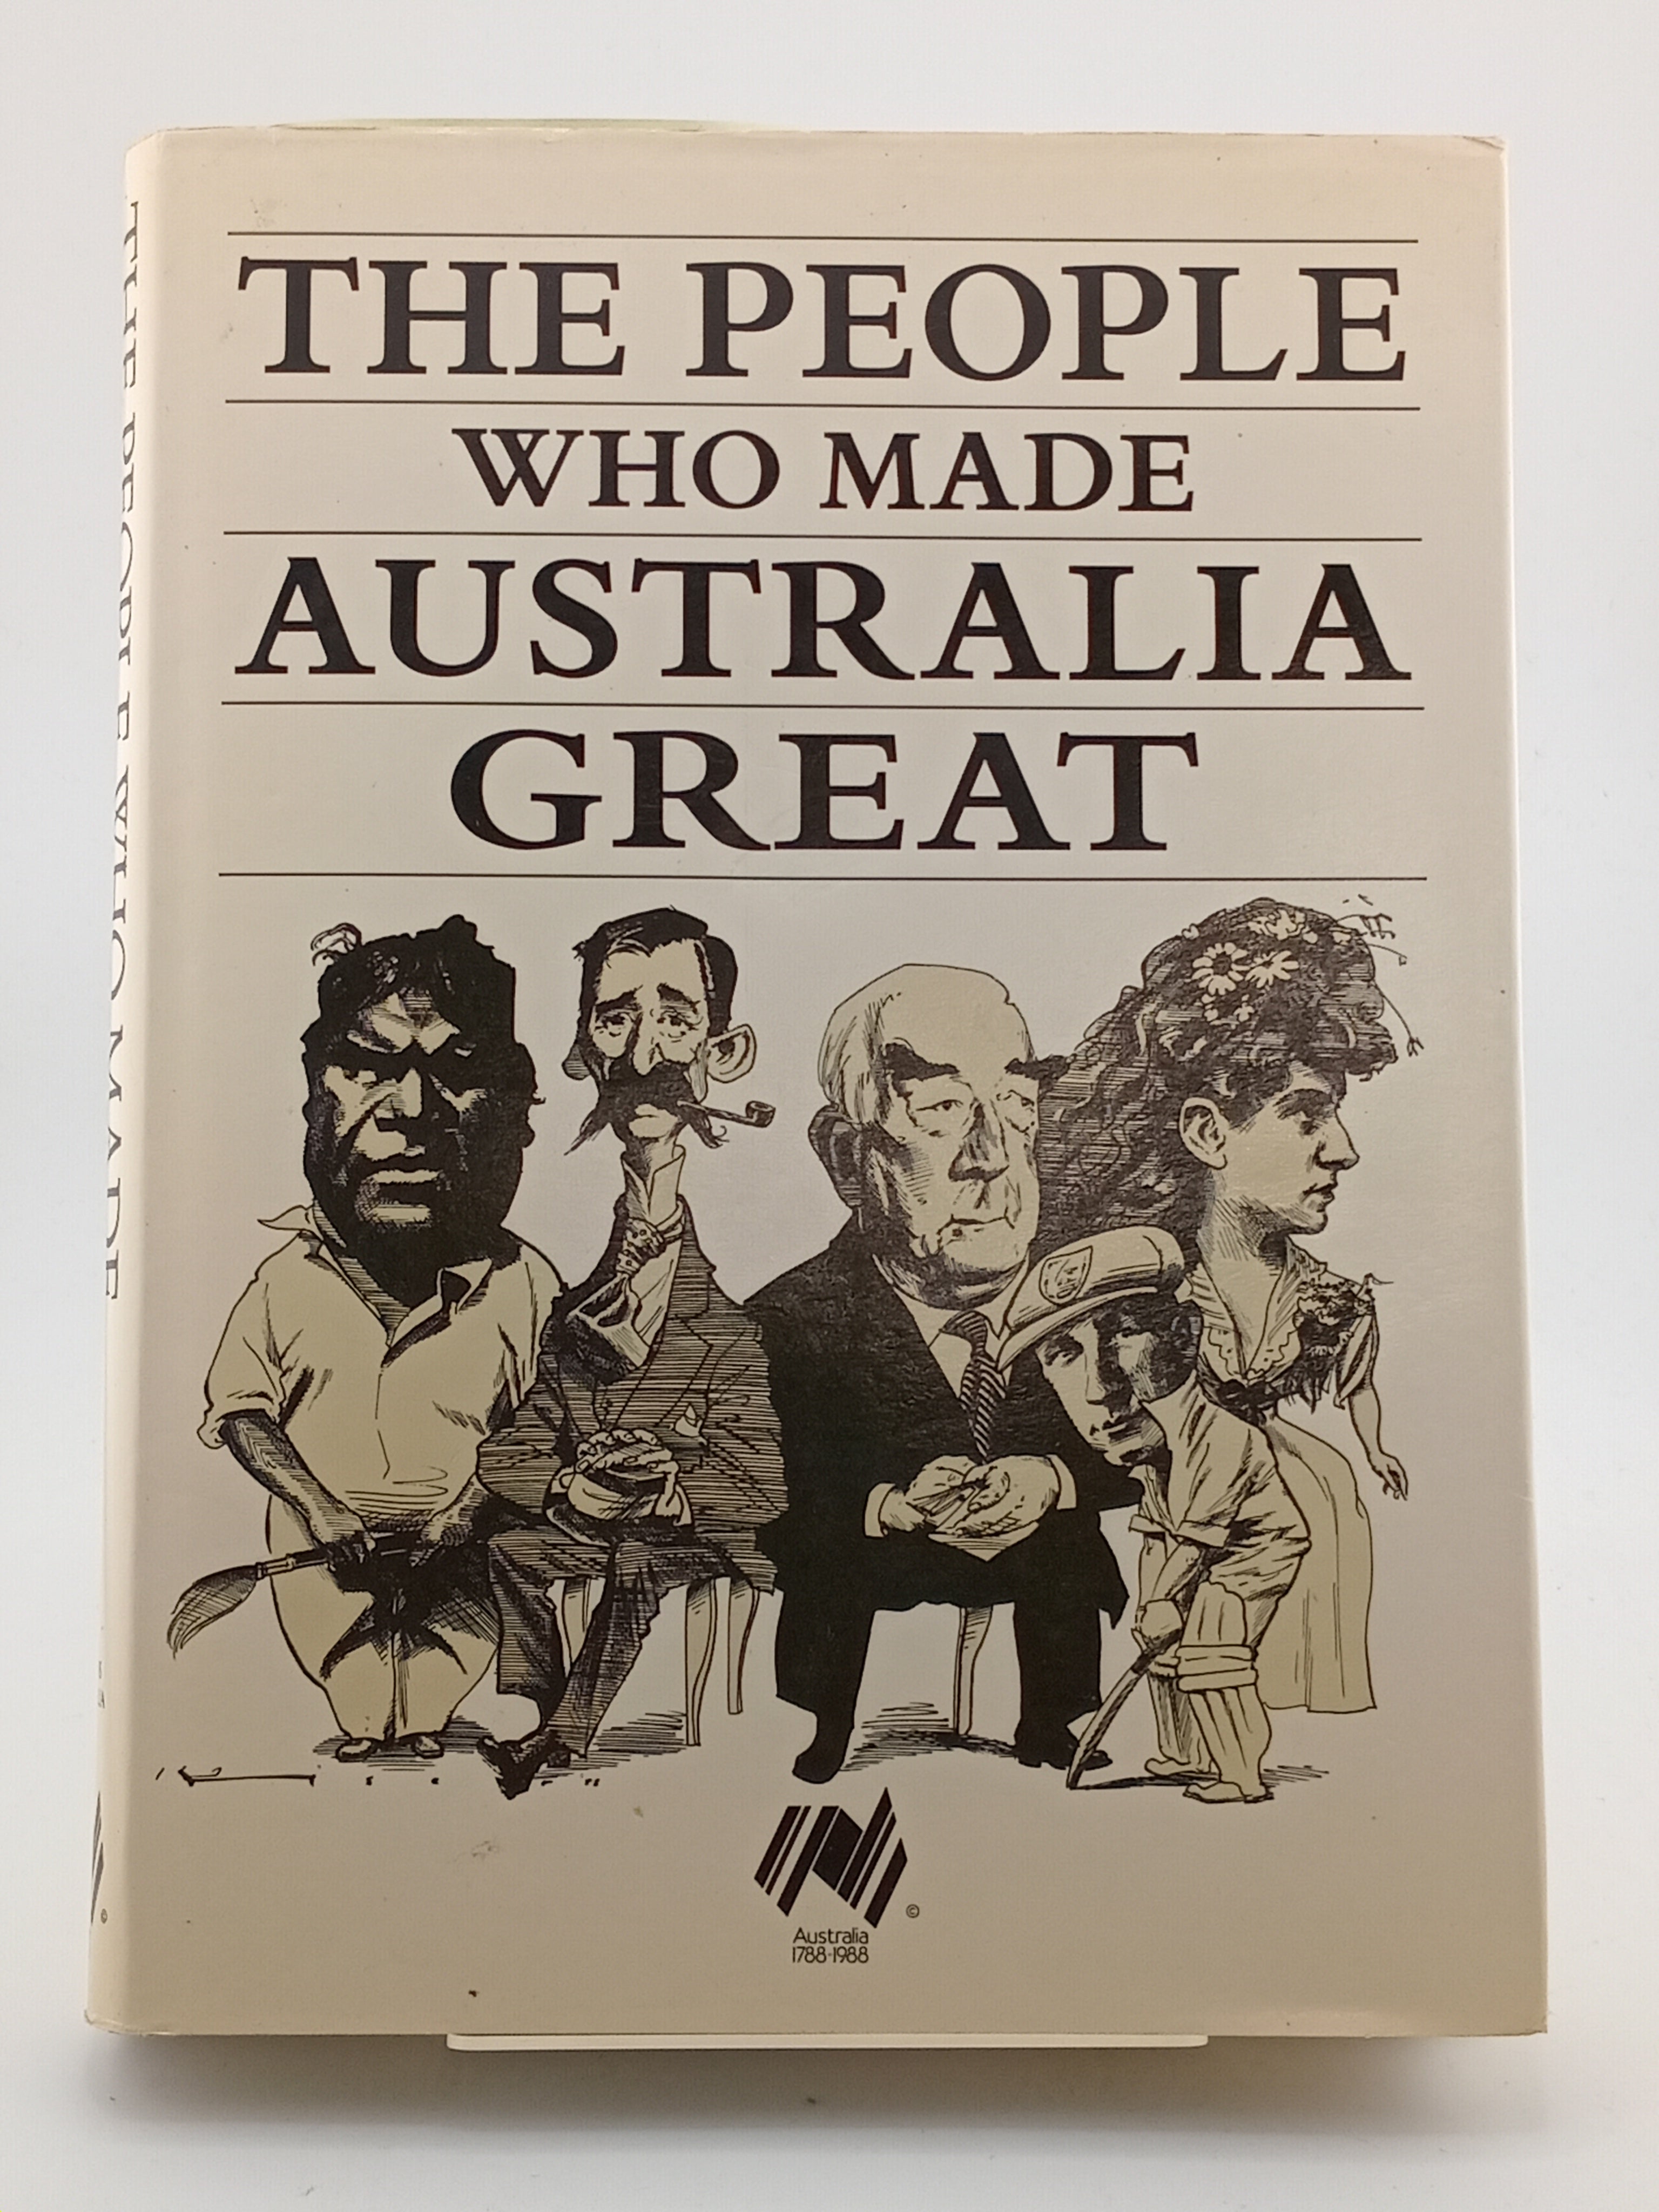 THE PEOPLE
WHO MADE
AUSTRALIA
GREAT
©
Australia
1788-1988
THE PEOPLE WHO MADE
©